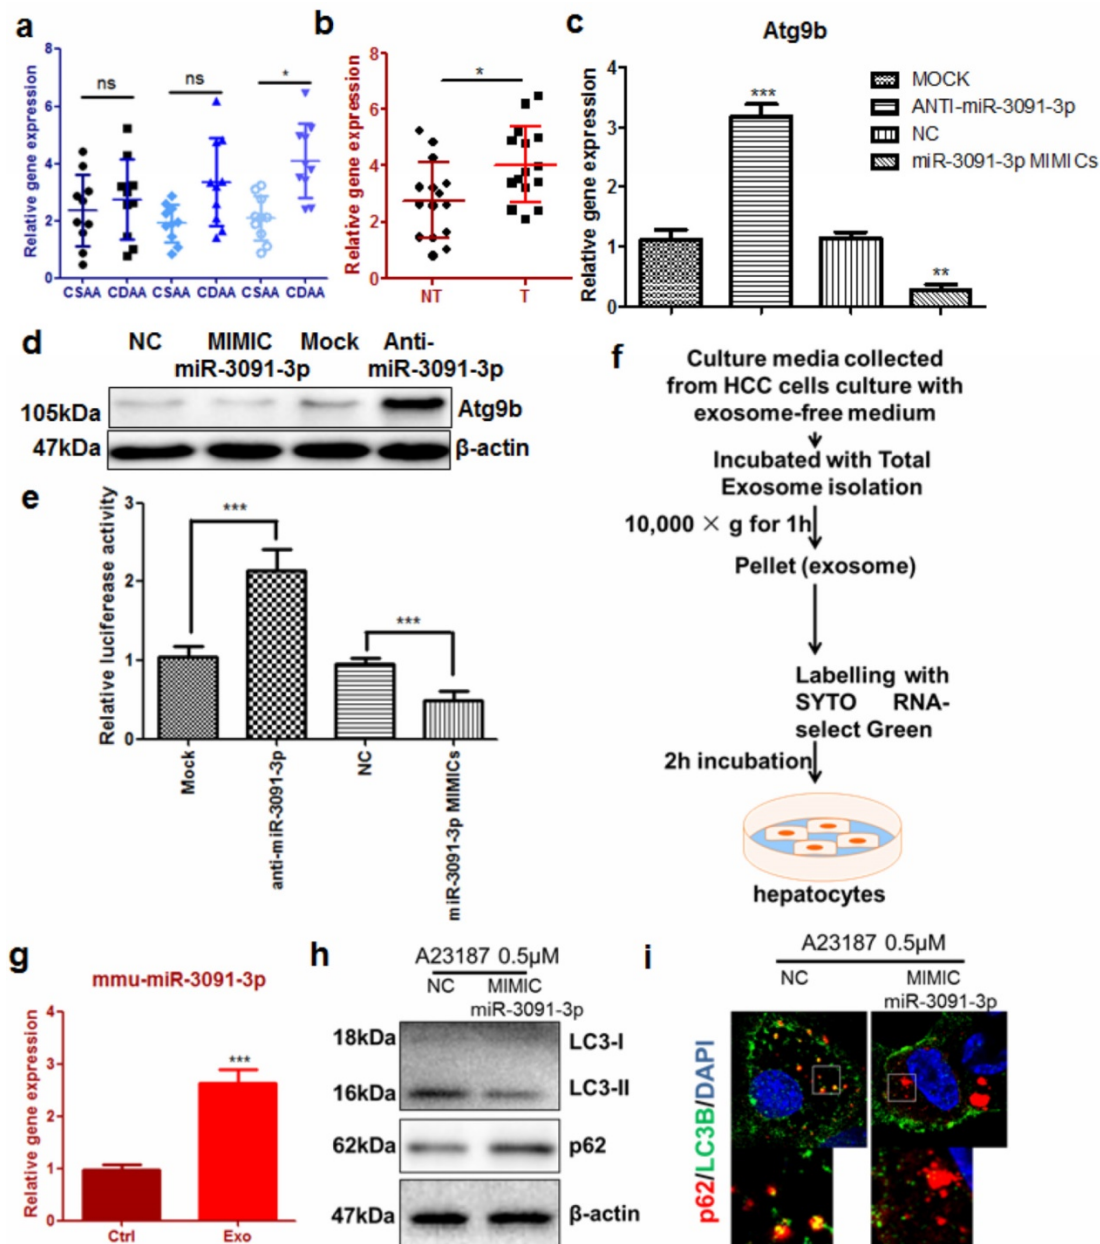 a
Relative gene expression
8
6
4
2
0
ns
ns
*
CSAA CDAA CSAA CDAA CSAA CDAA
b
Relative gene expression
8
6
4
2
0
*
NT T
c
Atg9b
Relative gene expression
4
3
2
1
0
***
**
MOCK
ANTI-miR-3091-3p
NC
miR-3091-3p MIMICs
d
NC MIMIC Mock Anti-
miR-3091-3p miR-3091-3p
105kDa Atg9b
47kDa β-actin
e
Relative luciferease activity
3
2
1
0
***
***
Mock
anti-miR-3091-3p
NC
miR-3091-3p MIMICs
f
Culture media collected
from HCC cells culture with
exosome-free medium
Incubated with Total
Exosome isolation
10,000 × g for 1h
Pellet (exosome)
Labelling with
SYTO RNA-
select Green
2h incubation
hepatocytes
g
mmu-miR-3091-3p
Relative gene expression
4
3
2
1
0
***
Ctrl Exo
h
A23187 0.5μM
NC MIMIC
miR-3091-3p
18kDa LC3-I
16kDa LC3-II
62kDa p62
47kDa β-actin
i
A23187 0.5μM
NC MIMIC
miR-3091-3p
p62/LC3B/DAPI